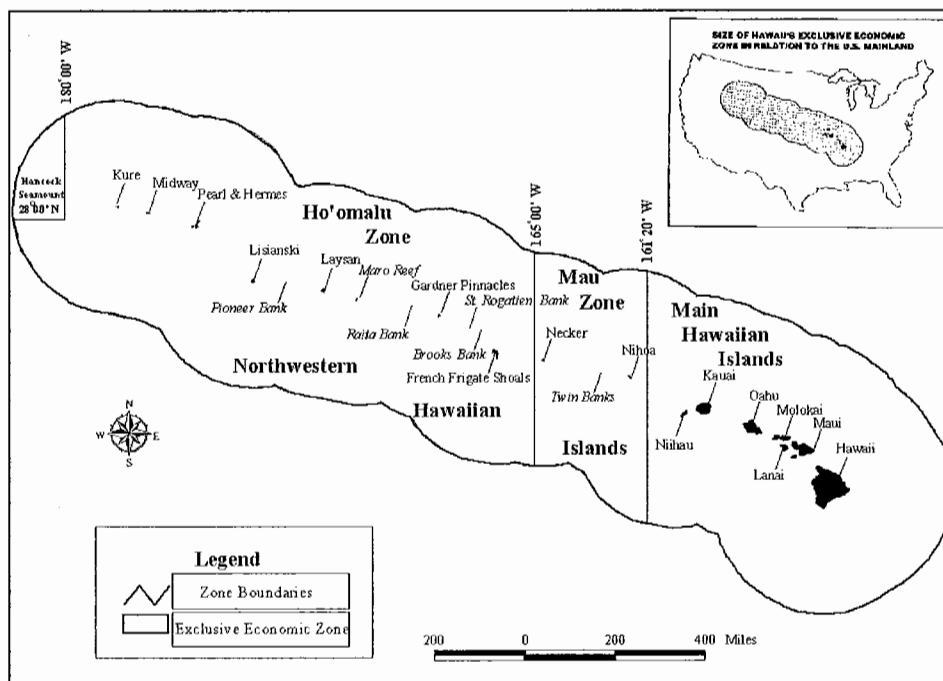 SIZE OF HAWAII'S EXCLUSIVE ECONOMIC
ZONE IN RELATION TO THE U.S. MAINLAND
180°00' W
Hancock
Seamount
28°00' N
Kure
Midway
Pearl & Hermes
Ho'omalu
Zone
165°00' W
161°20' W
Lisianski
Laysan
Maro Reef
Pioneer Bank
Gardner Pinnacles
St Rogatien Bank
Raita Bank
Brooks Bank
French Frigate Shoals
Mau
Zone
Necker
Nihoa
Twin Banks
Main
Hawaiian
Islands
Northwestern
Hawaiian
Islands
Kauai
Niihau
Oahu
Molokai
Maui
Lanai
Hawaii
N
W
E
S
Legend
Zone Boundaries
Exclusive Economic Zone
200 0 200 400 Miles